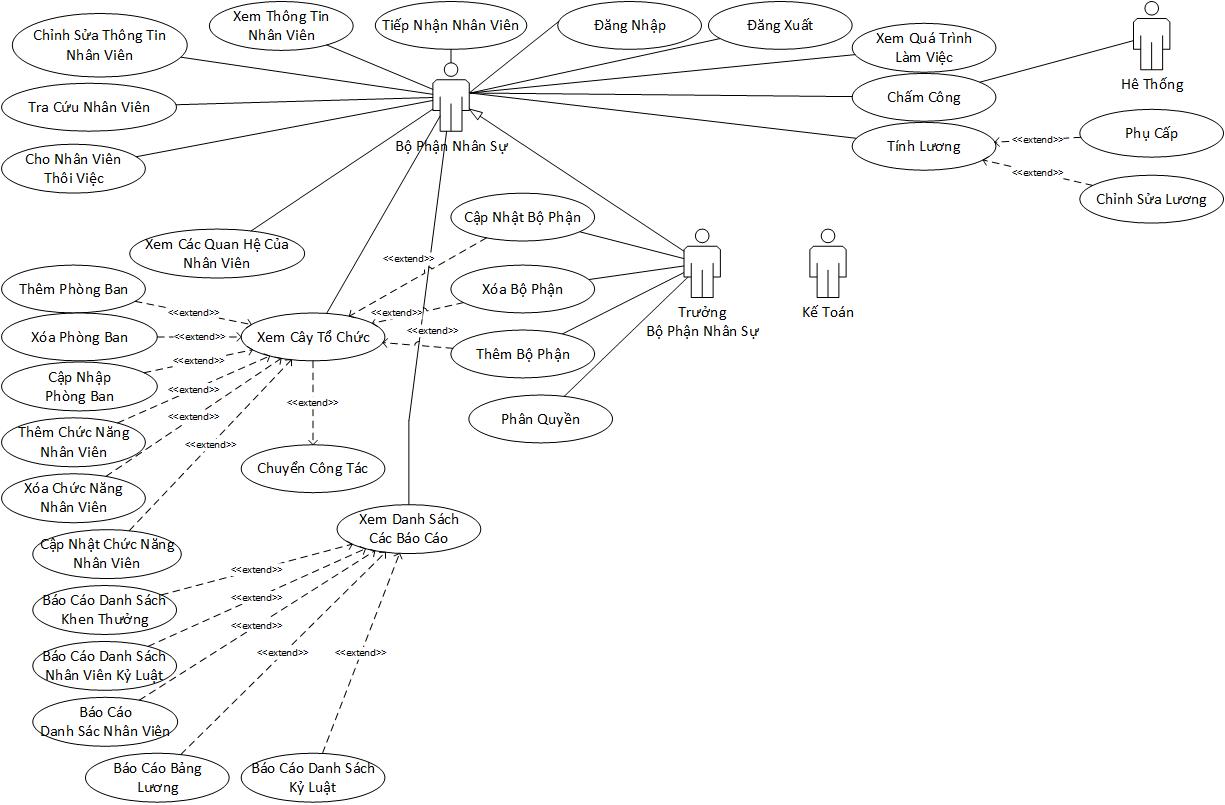 Chỉnh Sửa Thông Tin
Nhân Viên
Xem Thông Tin
Nhân Viên
Tiếp Nhận Nhân Viên
Đăng Nhập
Đăng Xuất
Xem Quá Trình
Làm Việc
Hê Thống
Tra Cứu Nhân Viên
Chấm Công
Bộ Phận Nhân Sự
Tính Lương
<<extend>>
Phụ Cấp
Cho Nhân Viên
Thôi Việc
<<extend>>
Chỉnh Sửa Lương
Cập Nhật Bộ Phận
Xem Các Quan Hệ Của
Nhân Viên
<<extend>>
Trưởng
Bộ Phận Nhân Sự
Kế Toán
Thêm Phòng Ban
<<extend>>
Xóa Bộ Phận
<<extend>>
Xóa Phòng Ban
<<extend>>
Xem Cây Tổ Chức
<<extend>>
Thêm Bộ Phận
Cập Nhập
Phòng Ban
<<extend>>
<<extend>>
<<extend>>
Phân Quyền
Thêm Chức Năng
Nhân Viên
<<extend>>
<<extend>>
Chuyển Công Tác
Xóa Chức Năng
Nhân Viên
Xem Danh Sách
Các Báo Cáo
Cập Nhật Chức Năng
Nhân Viên
<<extend>>
Báo Cáo Danh Sách
Khen Thưởng
<<extend>>
<<extend>>
<<extend>>
<<extend>>
Báo Cáo Danh Sách
Nhân Viên Kỷ Luật
Báo Cáo
Danh Sác Nhân Viên
Báo Cáo Bảng
Lương
Báo Cáo Danh Sách
Kỷ Luật